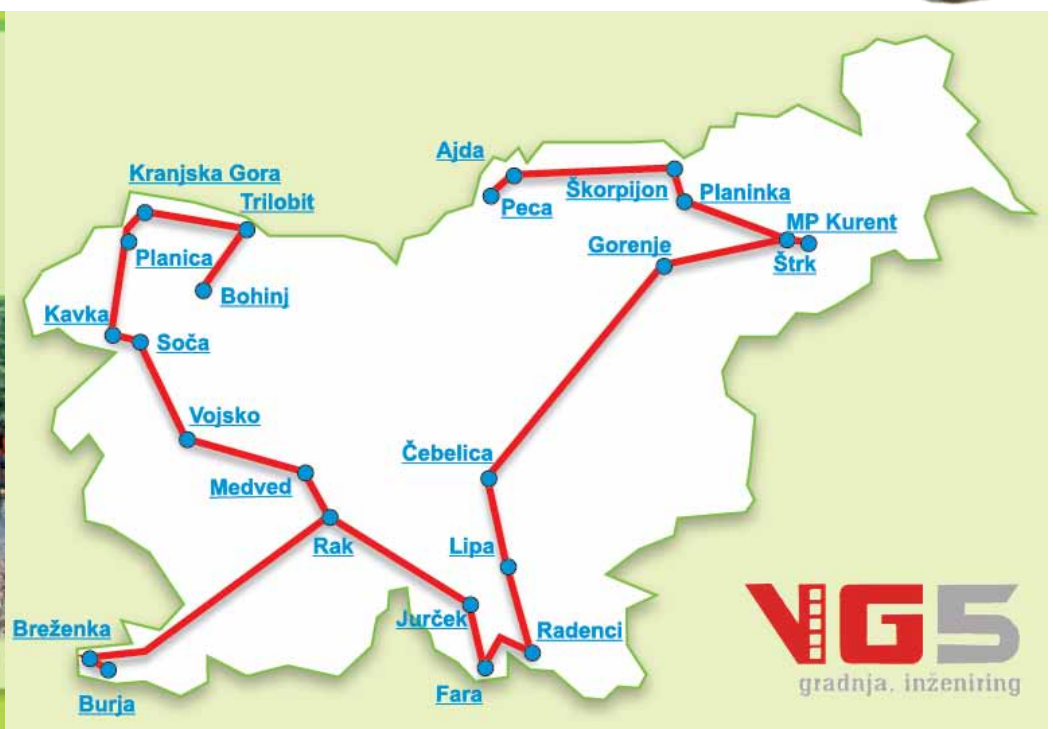 Ajda
Kranjska Gora
Škorpijon
Planinka
Trilobit
Peca
MP Kurent
Planica
Gorenje
Štrk
Bohinj
Kavka
Soča
Vojsko
Čebelica
Medved
Rak
Lipa
Jurček
Breženka
Radenci
Fara
Burja
VG5
gradnja. inženiring